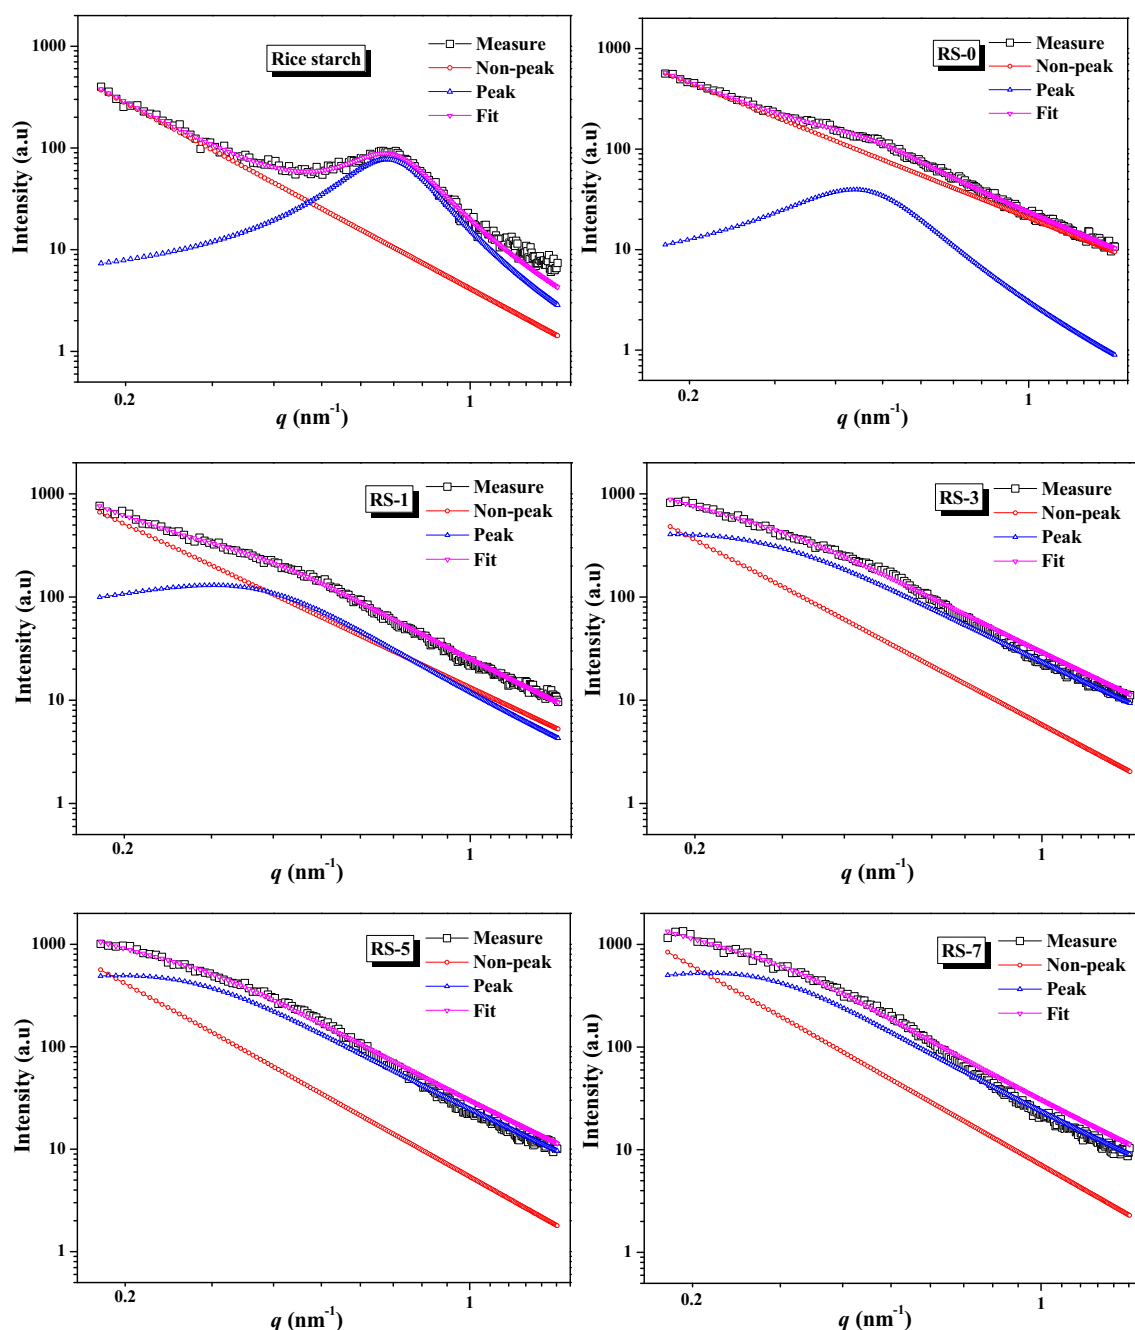 Rice starch
Measure
Non-peak
Peak
Fit
1000
100
10
1
Intensity (a.u)
0.2
1
q (nm⁻¹)
RS-0
Measure
Non-peak
Peak
Fit
1000
100
10
1
Intensity (a.u)
0.2
1
q (nm⁻¹)
RS-1
Measure
Non-peak
Peak
Fit
1000
100
10
1
Intensity (a.u)
0.2
1
q (nm⁻¹)
RS-3
Measure
Non-peak
Peak
Fit
1000
100
10
1
Intensity (a.u)
0.2
1
q (nm⁻¹)
RS-5
Measure
Non-peak
Peak
Fit
1000
100
10
1
Intensity (a.u)
0.2
1
q (nm⁻¹)
RS-7
Measure
Non-peak
Peak
Fit
1000
100
10
1
Intensity (a.u)
0.2
1
q (nm⁻¹)